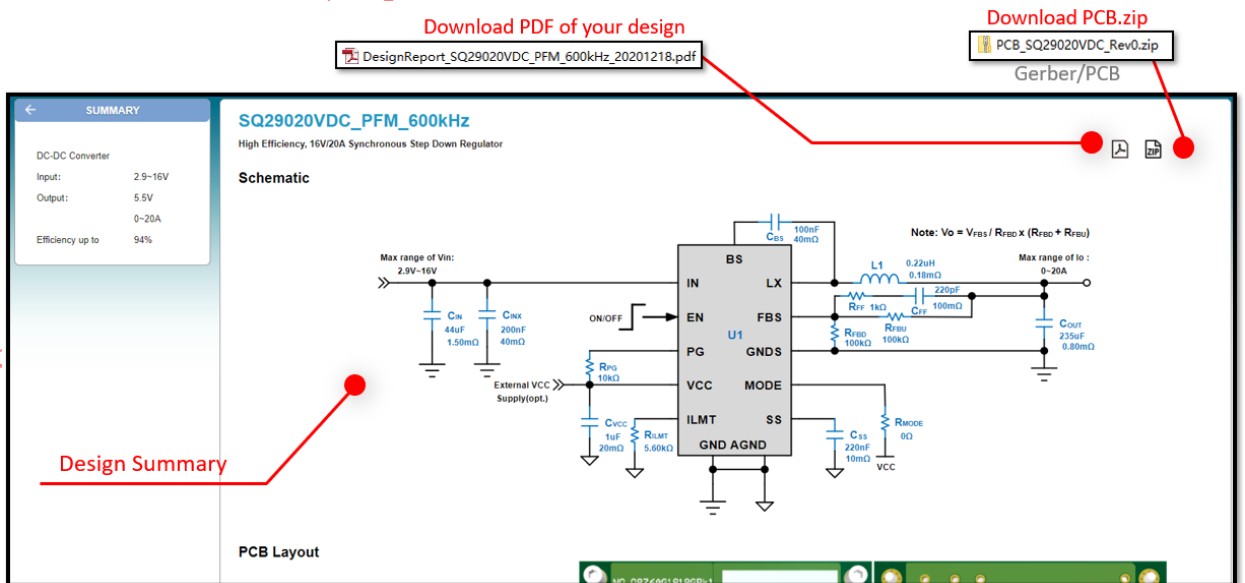 Download PDF of your design
DesignReport_SQ29020VDC_PFM_600kHz_20201218.pdf
Download PCB.zip
PCB_SQ29020VDC_Rev0.zip
Gerber/PCB
SUMMARY
DC-DC Converter
Input: 2.9~16V
Output: 5.5V
0~20A
Efficiency up to 94%
SQ29020VDC_PFM_600kHz
High Efficiency, 16V/20A Synchronous Step Down Regulator
ZIP
Schematic
Max range of Vin:
2.9V~16V
CIN
44uF
1.50mΩ
CINX
200nF
40mΩ
ON/OFF
RPG
10kΩ
External VCC
Supply(opt.)
CVCC
1uF
20mΩ
RILMT
5.60kΩ
CBS
100nF
40mΩ
BS
IN
LX
EN
FBS
U1
PG
GNDS
VCC
MODE
ILMT
SS
GND AGND
Note: Vo = VFBS / RFBD x (RFBD + RFBU)
L1
0.22uH
0.18mΩ
Max range of Io :
0~20A
220pF
RFF 1kΩ
CFF
100mΩ
RFBD
100kΩ
RFBU
100kΩ
COUT
235uF
0.80mΩ
RMODE
0Ω
CSS
220nF
10mΩ
VCC
Design Summary
PCB Layout